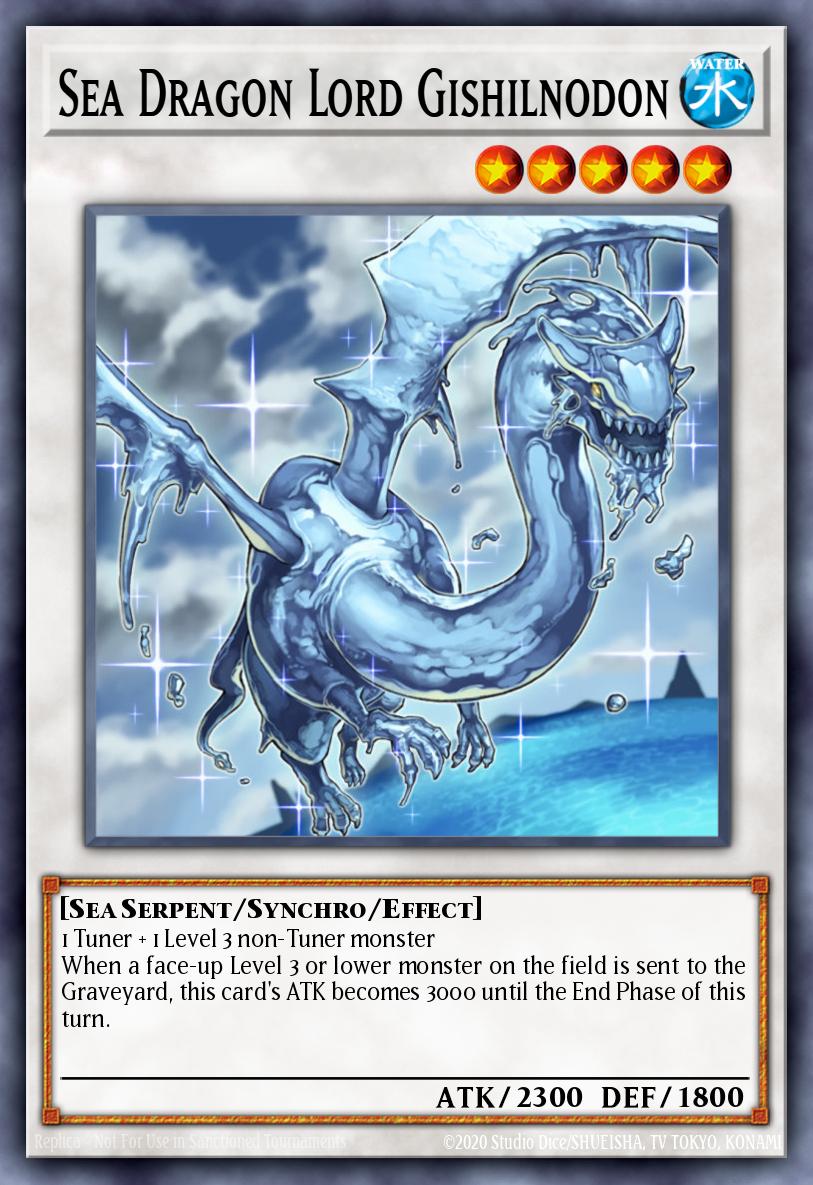 Sea Dragon Lord Gishilnodon
WATER
水
[Sea Serpent/Synchro/Effect]
1 Tuner + 1 Level 3 non-Tuner monster
When a face-up Level 3 or lower monster on the field is sent to the
Graveyard, this card's ATK becomes 3000 until the End Phase of this
turn.
ATK/2300 DEF/1800
Replica - Not For Use in Sanctioned Tournaments
©2020 Studio Dice/SHUEISHA, TV TOKYO, KONAMI